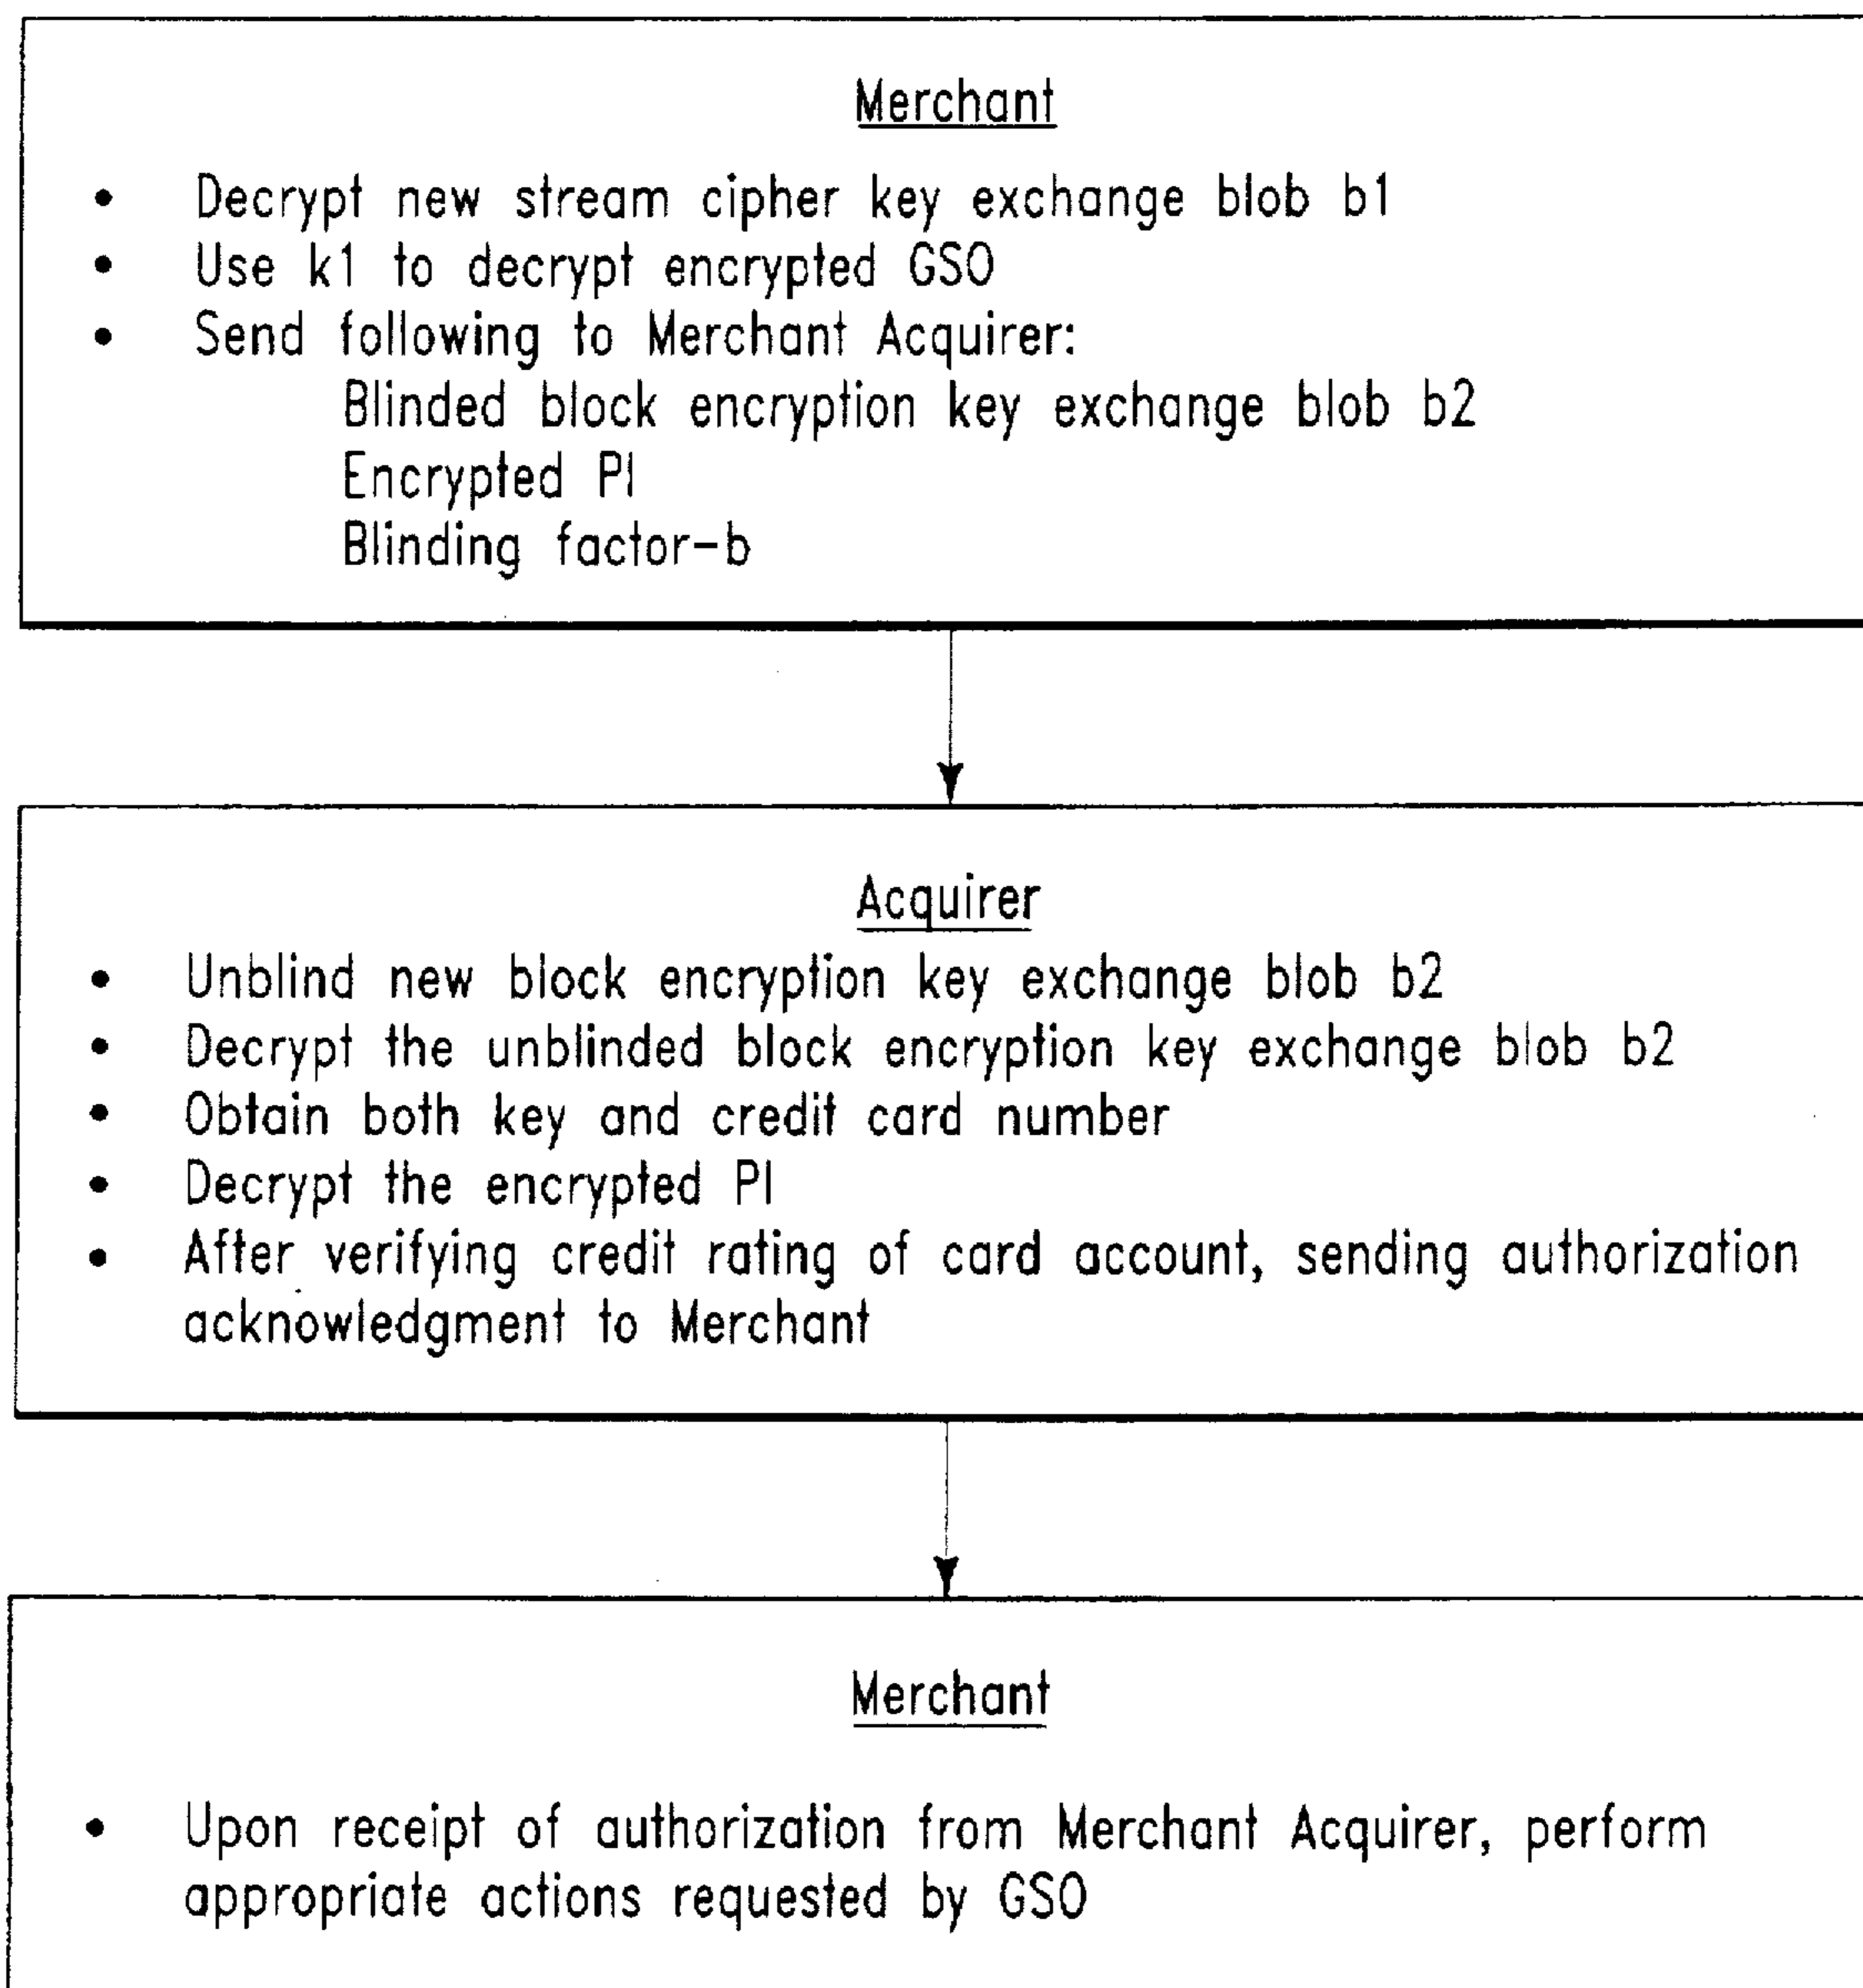 Merchant
• Decrypt new stream cipher key exchange blob b1
• Use k1 to decrypt encrypted GSO
• Send following to Merchant Acquirer:
Blinded block encryption key exchange blob b2
Encrypted PI
Blinding factor-b
Acquirer
• Unblind new block encryption key exchange blob b2
• Decrypt the unblinded block encryption key exchange blob b2
• Obtain both key and credit card number
• Decrypt the encrypted PI
• After verifying credit rating of card account, sending authorization
acknowledgment to Merchant
Merchant
• Upon receipt of authorization from Merchant Acquirer, perform
appropriate actions requested by GSO